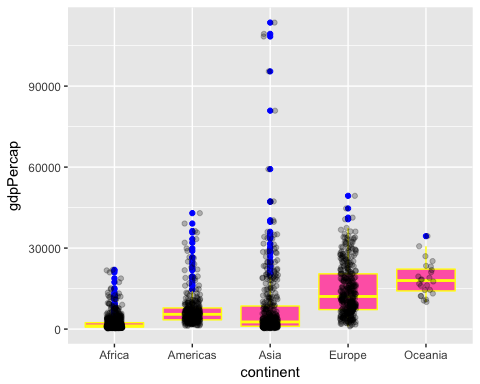 gdpPercap
90000
60000
30000
0
Africa Americas Asia Europe Oceania
continent